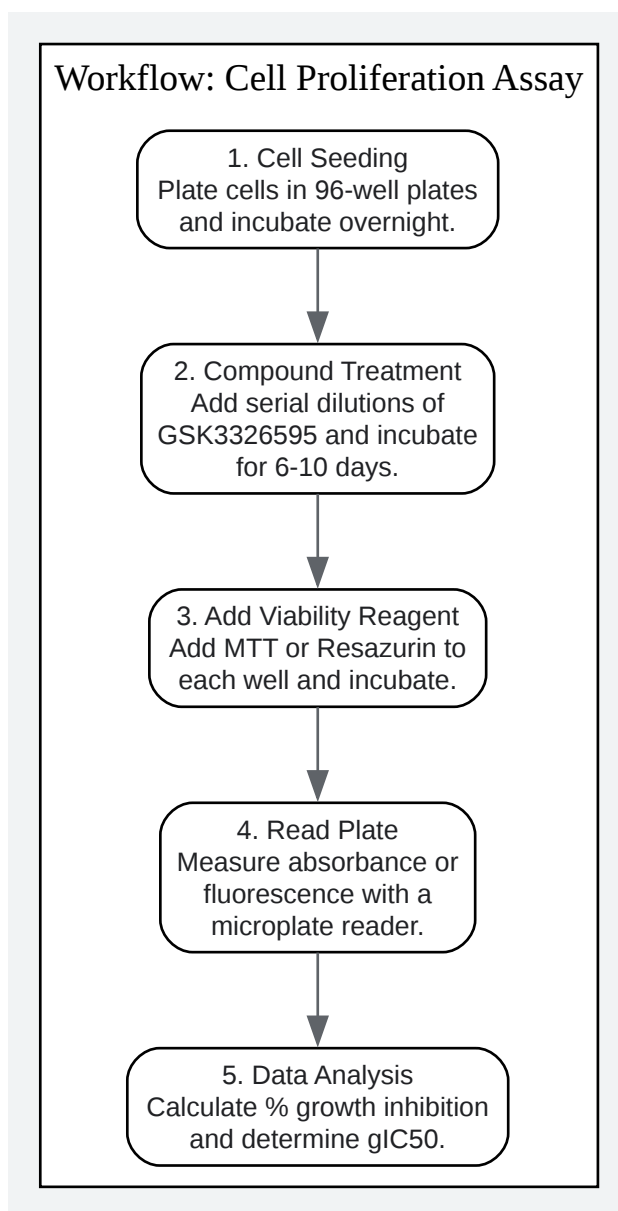 Workflow: Cell Proliferation Assay
1. Cell Seeding
Plate cells in 96-well plates
and incubate overnight.
2. Compound Treatment
Add serial dilutions of
GSK3326595 and incubate
for 6-10 days.
3. Add Viability Reagent
Add MTT or Resazurin to
each well and incubate.
4. Read Plate
Measure absorbance or
fluorescence with a
microplate reader.
5. Data Analysis
Calculate % growth inhibition
and determine gIC50.